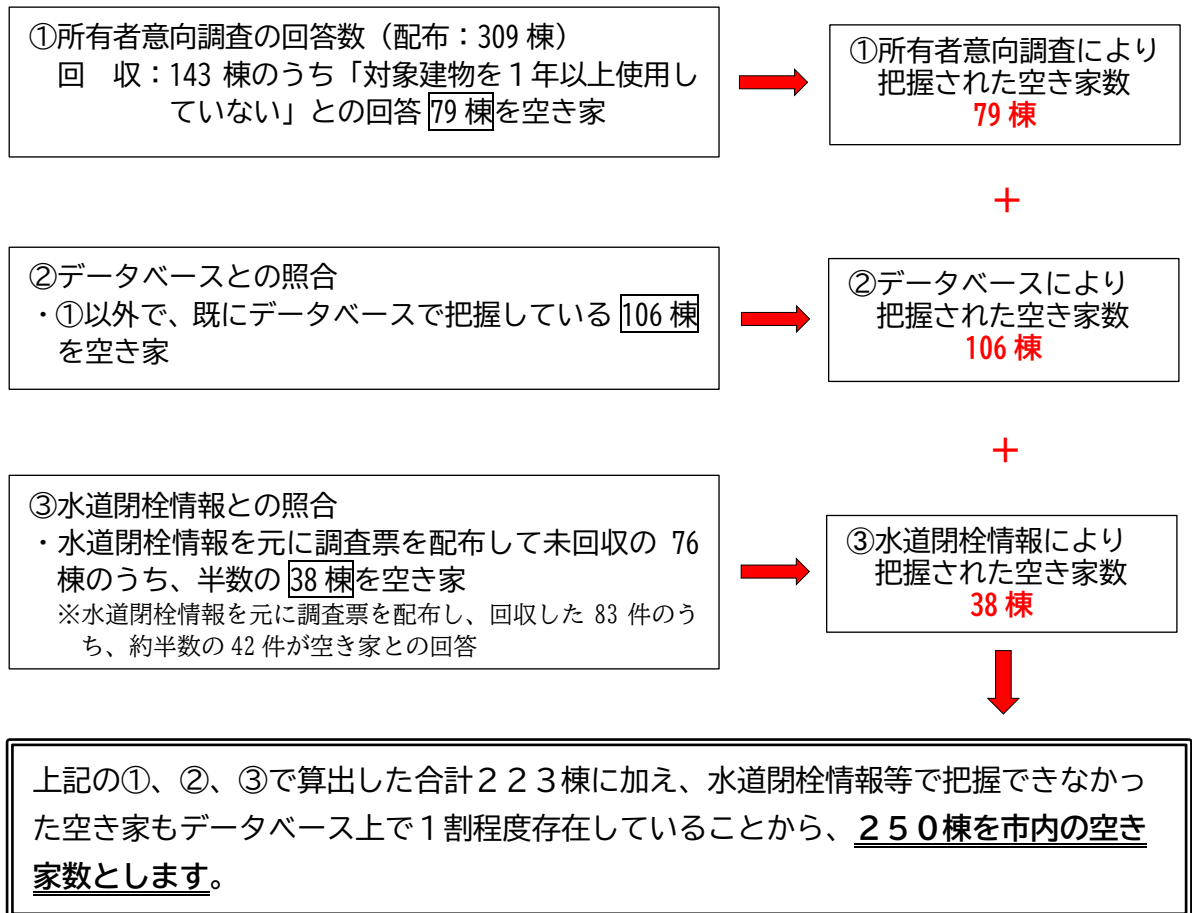 ①所有者意向調査の回答数（配布：309 棟）
回　収：143 棟のうち「対象建物を１年以上使用し
ていない」との回答 79 棟を空き家
①所有者意向調査により
把握された空き家数
79 棟
＋
②データベースとの照合
・①以外で、既にデータベースで把握している 106 棟
を空き家
②データベースにより
把握された空き家数
106 棟
＋
③水道閉栓情報との照合
・水道閉栓情報を元に調査票を配布して未回収の 76
棟のうち、半数の 38 棟を空き家
※水道閉栓情報を元に調査票を配布し、回収した 83 件のう
ち、約半数の 42 件が空き家との回答
③水道閉栓情報により
把握された空き家数
38 棟
上記の①、②、③で算出した合計２２３棟に加え、水道閉栓情報等で把握できなかっ
た空き家もデータベース上で１割程度存在していることから、２５０棟を市内の空き
家数とします。